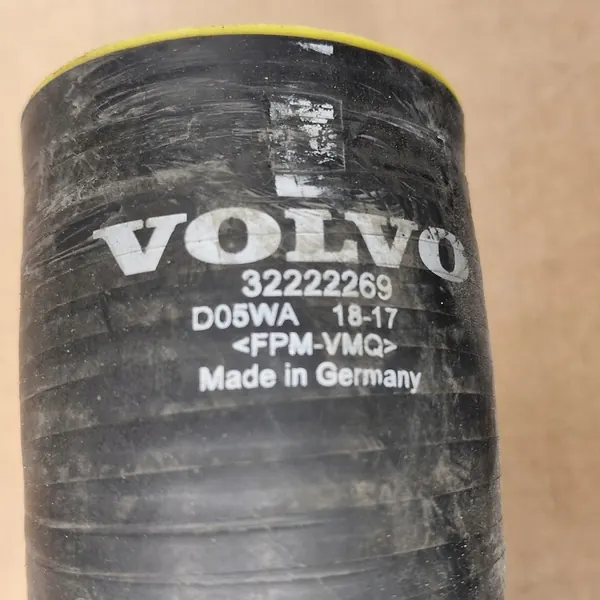 VOLVO
32222269
D05WA 18-17
<FPM-VMQ>
Made in Germany